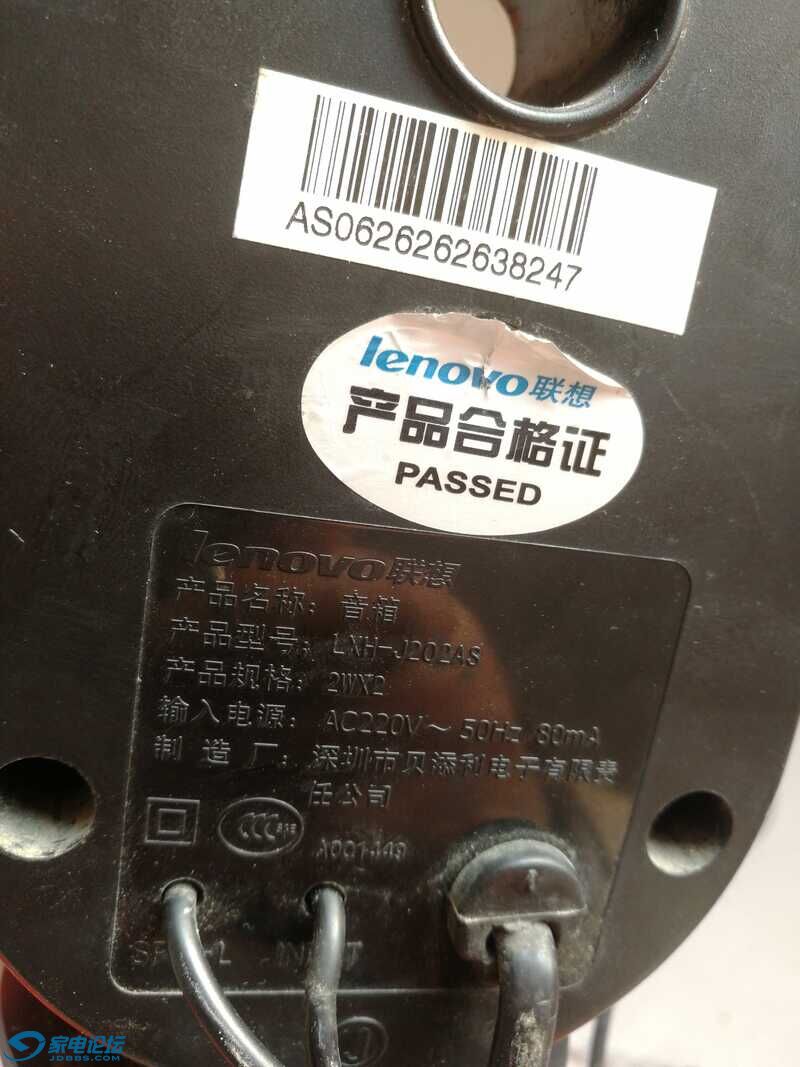 AS0626262638247
lenovo联想
产品合格证
PASSED
lenovo联想
产品名称：音箱
产品型号：LXH-J202AS
产品规格：2WX2
输入电源：AC220V～ 50Hz 80mA
制 造 厂：深圳市贝添利电子有限责
任公司
CCC
A001449
家电论坛
JDBBS.COM